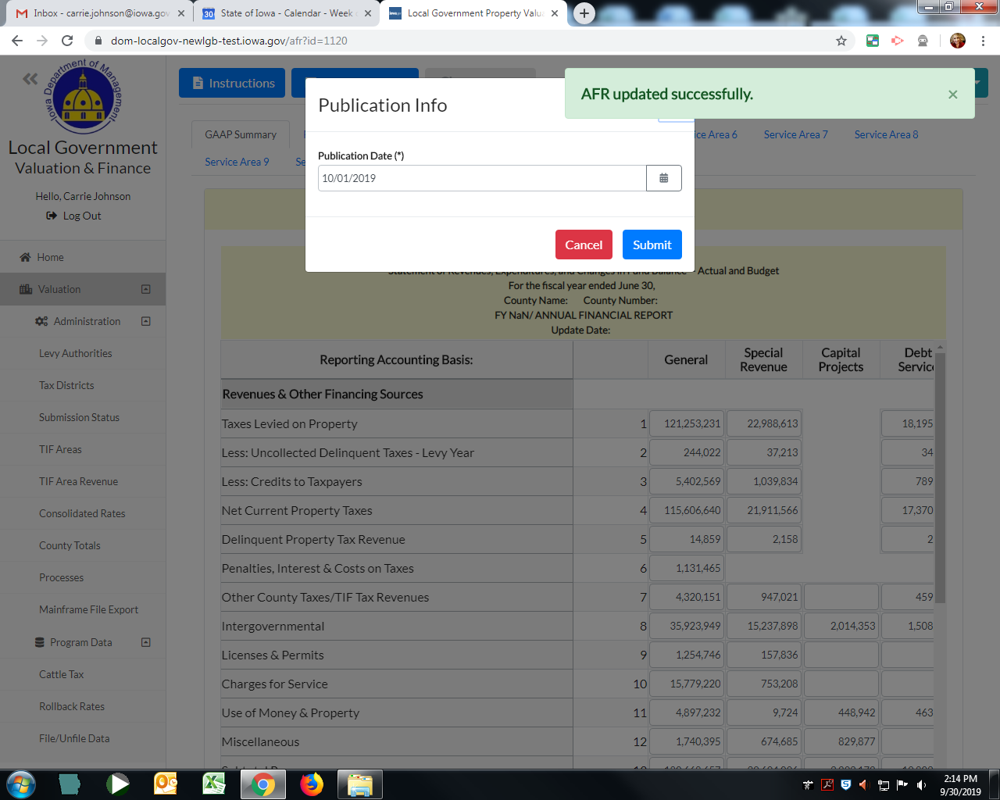 Inbox - carrie.johnson@iowa.gov
State of Iowa - Calendar - Week
Local Government Property Valu
dom-localgov-newlgb-test.iowa.gov/afr?id=1120
Iowa Department of Management
Local Government
Valuation & Finance
Hello, Carrie Johnson
Log Out
Home
Valuation
Administration
Levy Authorities
Tax Districts
Submission Status
TIF Areas
TIF Area Revenue
Consolidated Rates
County Totals
Processes
Mainframe File Export
Program Data
Cattle Tax
Rollback Rates
File/Unfile Data
Instructions
AFR updated successfully.
Publication Info
Publication Date (*)
10/01/2019
Cancel Submit
GAAP Summary
ice Area 6 Service Area 7 Service Area 8
Service Area 9 Se
Statement of Revenues, Expenditures, and Changes in Fund Balance - Actual and Budget
For the fiscal year ended June 30,
County Name: County Number:
FY NaN/ ANNUAL FINANCIAL REPORT
Update Date:
Reporting Accounting Basis: General Special Revenue Capital Projects Debt Service
Revenues & Other Financing Sources
Taxes Levied on Property 1 121,253,231 22,988,613 18,195
Less: Uncollected Delinquent Taxes - Levy Year 2 244,022 37,213 34
Less: Credits to Taxpayers 3 5,402,569 1,039,834 789
Net Current Property Taxes 4 115,606,640 21,911,566 17,370
Delinquent Property Tax Revenue 5 14,859 2,158 2
Penalties, Interest & Costs on Taxes 6 1,131,465
Other County Taxes/TIF Tax Revenues 7 4,320,151 947,021 459
Intergovernmental 8 35,923,949 15,237,898 2,014,353 1,508
Licenses & Permits 9 1,254,746 157,836
Charges for Service 10 15,779,220 753,208
Use of Money & Property 11 4,897,232 9,724 448,942 463
Miscellaneous 12 1,740,395 674,685 829,877
2:14 PM
9/30/2019